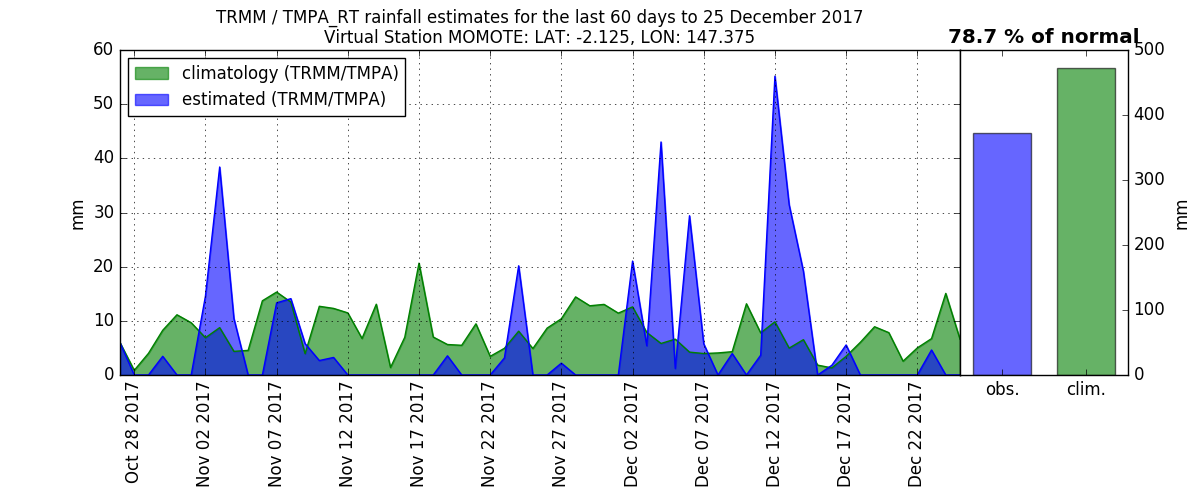 TRMM / TMPA_RT rainfall estimates for the last 60 days to 25 December 2017
Virtual Station MOMOTE: LAT: -2.125, LON: 147.375
78.7 % of normal
climatology (TRMM/TMPA)
estimated (TRMM/TMPA)
60
50
40
30
20
10
0
mm
500
400
300
200
100
0
mm
Oct 28 2017
Nov 02 2017
Nov 07 2017
Nov 12 2017
Nov 17 2017
Nov 22 2017
Nov 27 2017
Dec 02 2017
Dec 07 2017
Dec 12 2017
Dec 17 2017
Dec 22 2017
obs.
clim.